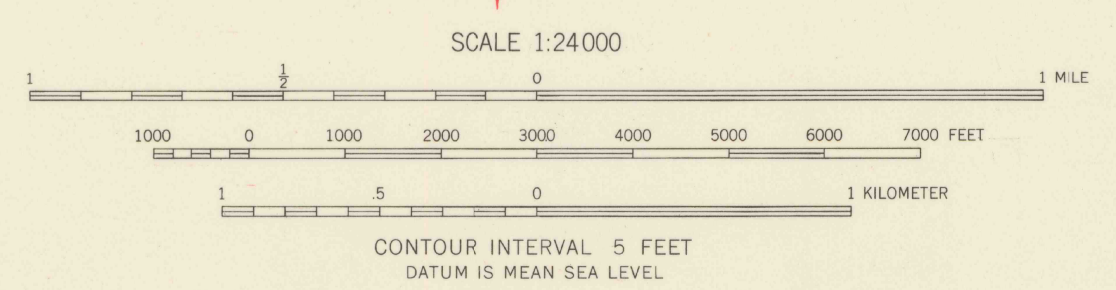 SCALE 1:24000
1 1/2 0 1 MILE
1000 0 1000 2000 3000 4000 5000 6000 7000 FEET
1 .5 0 1 KILOMETER
CONTOUR INTERVAL 5 FEET
DATUM IS MEAN SEA LEVEL